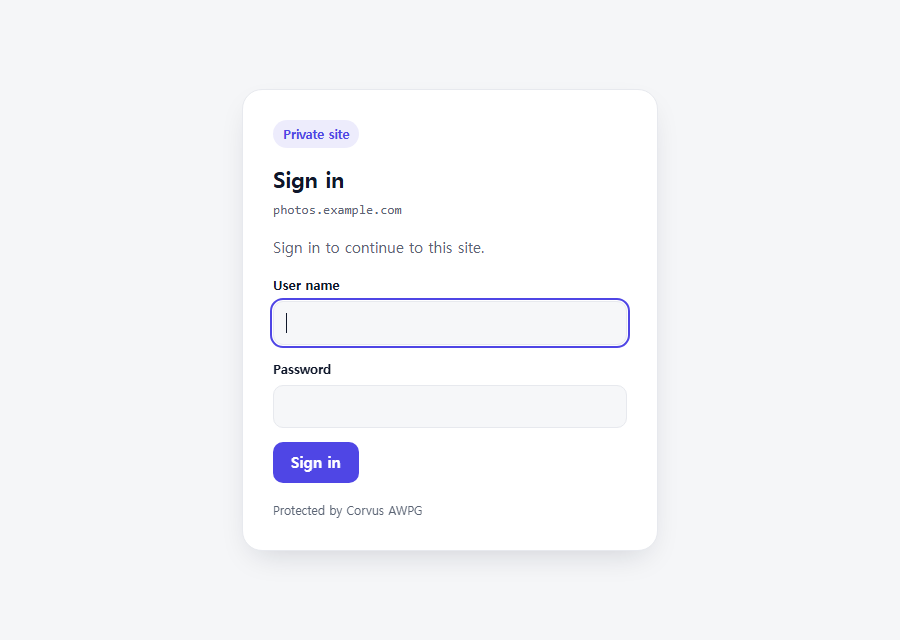 Private site
Sign in
photos.example.com
Sign in to continue to this site.
User name
Password
Sign in
Protected by Corvus AWPG